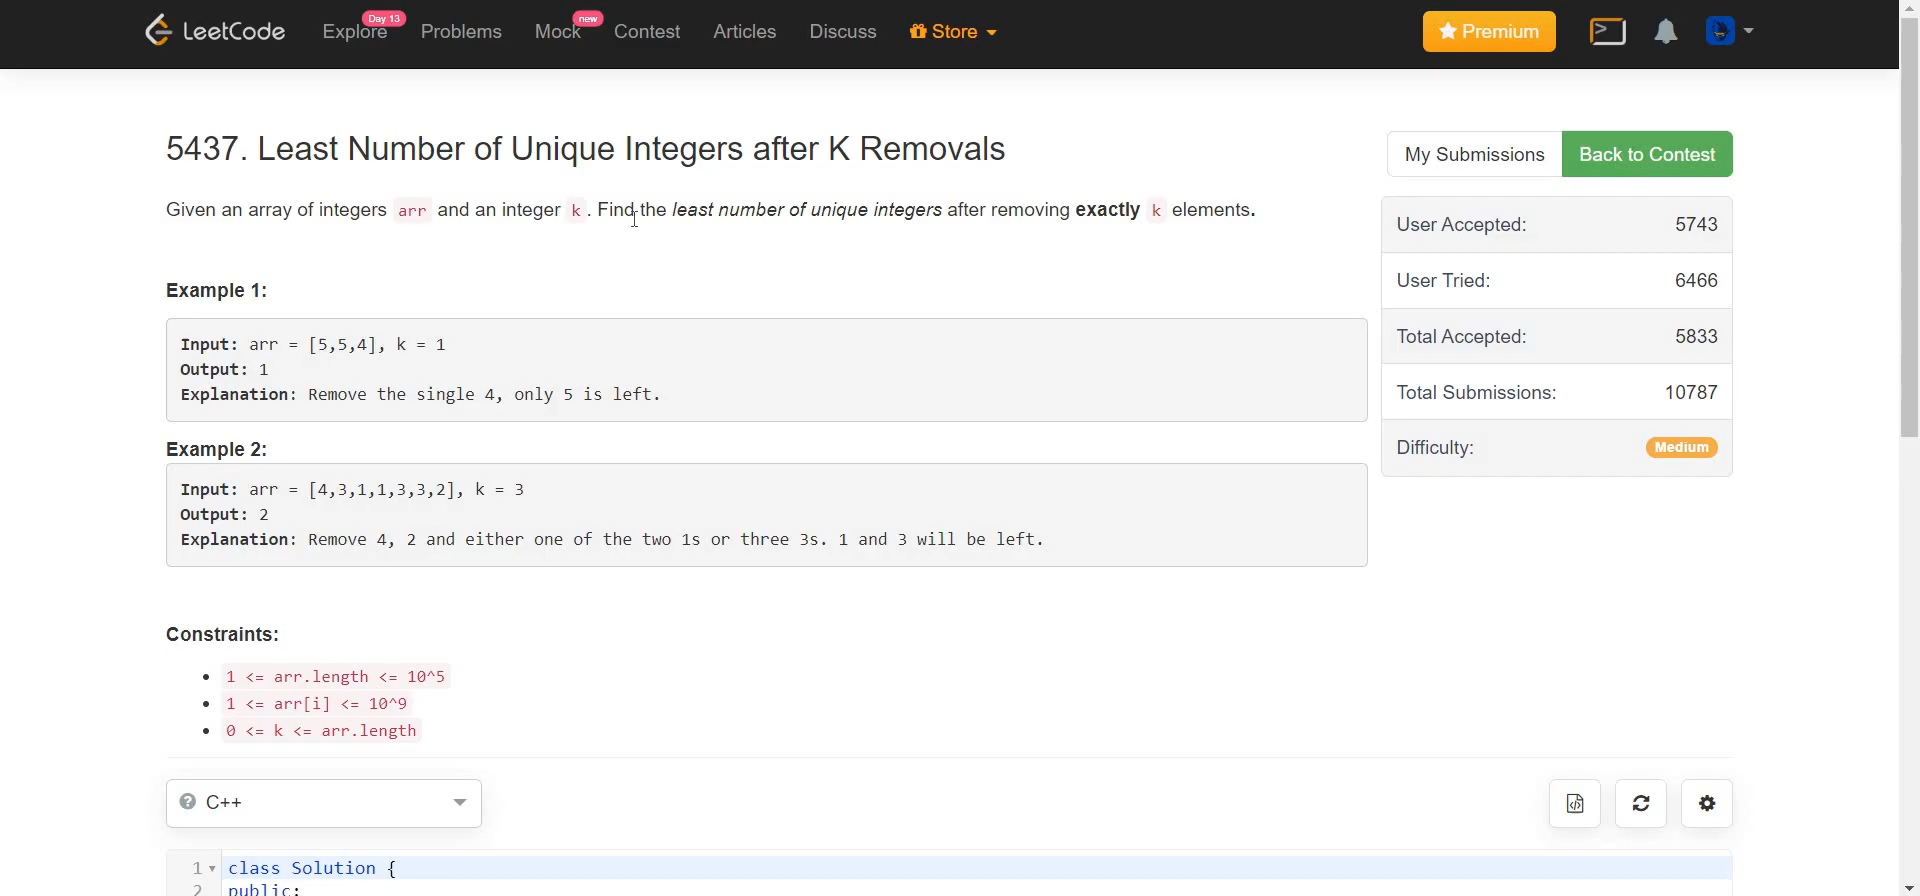 LeetCode Explore Day 13 Problems Mock new Contest Articles Discuss Store Premium
5437. Least Number of Unique Integers after K Removals
My Submissions Back to Contest
Given an array of integers arr and an integer k. Find the least number of unique integers after removing exactly k elements.
User Accepted: 5743
User Tried: 6466
Total Accepted: 5833
Total Submissions: 10787
Difficulty: Medium
Example 1:
Input: arr = [5,5,4], k = 1
Output: 1
Explanation: Remove the single 4, only 5 is left.
Example 2:
Input: arr = [4,3,1,1,3,3,2], k = 3
Output: 2
Explanation: Remove 4, 2 and either one of the two 1s or three 3s. 1 and 3 will be left.
Constraints:
1 <= arr.length <= 10^5
1 <= arr[i] <= 10^9
0 <= k <= arr.length
C++
1 class Solution {
2 public: